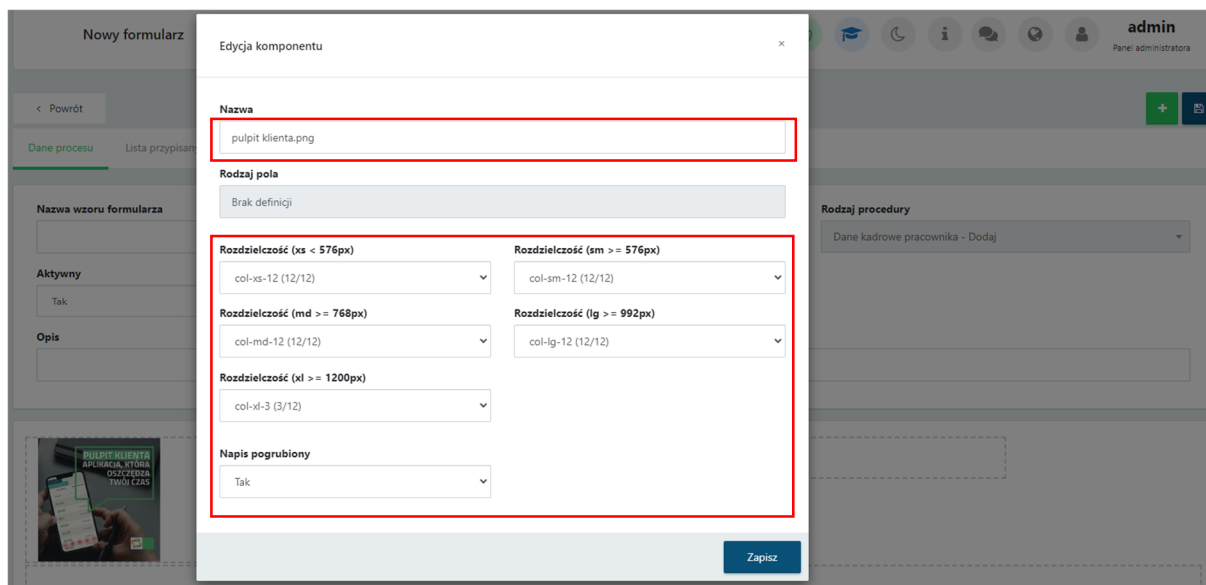 Nowy formularz
Edycja komponentu
×
admin
Panel administratora
< Powrót
Nazwa
pulpit klienta.png
Dane procesu
Lista przypisany
Rodzaj pola
Brak definicji
Nazwa wzoru formularza
Rodzaj procedury
Dane kadrowe pracownika - Dodaj
Rozdzielczość (xs < 576px)
Rozdzielczość (sm >= 576px)
col-xs-12 (12/12)
col-sm-12 (12/12)
Aktywny
Tak
Rozdzielczość (md >= 768px)
Rozdzielczość (lg >= 992px)
col-md-12 (12/12)
col-lg-12 (12/12)
Opis
Rozdzielczość (xl >= 1200px)
col-xl-3 (3/12)
Napis pogrubiony
Tak
PULPIT KLIENTA
APLIKACJA, KTÓRA
OSZCZĘDZA
TWÓJ CZAS
Zapisz